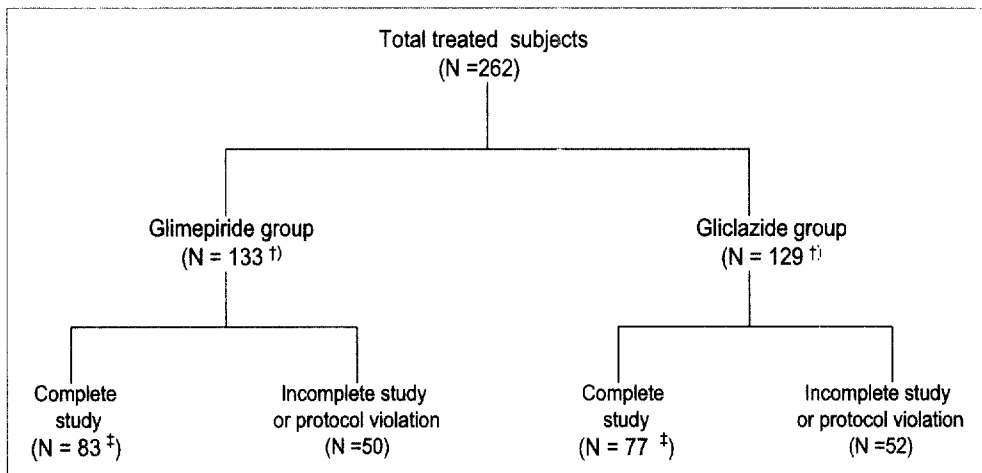 Total treated subjects
(N =262)
Glimepiride group
(N = 133 †)
Gliclazide group
(N = 129 †)
Complete
study
(N = 83 ‡)
Incomplete study
or protocol violation
(N =50)
Complete
study
(N = 77 ‡)
Incomplete study
or protocol violation
(N =52)